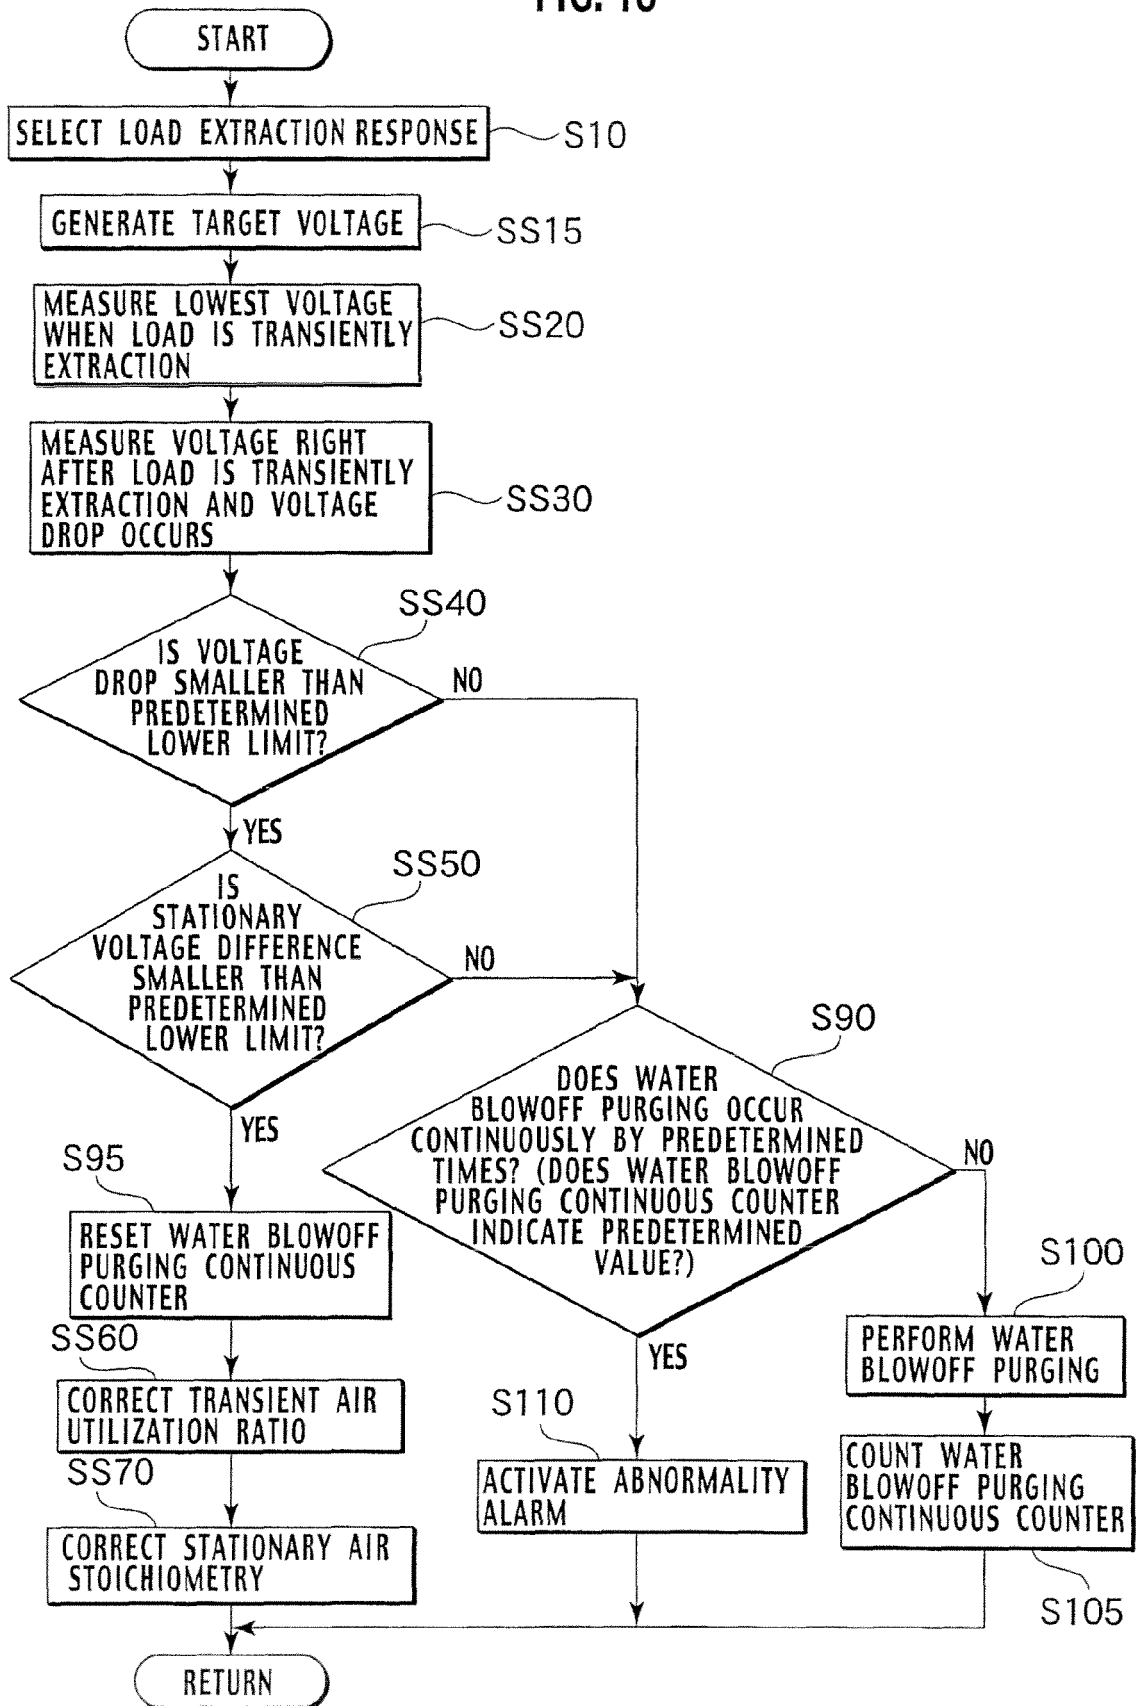 FIG. 10
START
SELECT LOAD EXTRACTION RESPONSE
S10
GENERATE TARGET VOLTAGE
SS15
MEASURE LOWEST VOLTAGE
WHEN LOAD IS TRANSIENTLY
EXTRACTION
SS20
MEASURE VOLTAGE RIGHT
AFTER LOAD IS TRANSIENTLY
EXTRACTION AND VOLTAGE
DROP OCCURS
SS30
SS40
IS VOLTAGE
DROP SMALLER THAN
PREDETERMINED
LOWER LIMIT?
NO
YES
SS50
IS
STATIONARY
VOLTAGE DIFFERENCE
SMALLER THAN
PREDETERMINED
LOWER LIMIT?
NO
YES
S90
DOES WATER
BLOWOFF PURGING OCCUR
CONTINUOUSLY BY PREDETERMINED
TIMES? (DOES WATER BLOWOFF
PURGING CONTINUOUS COUNTER
INDICATE PREDETERMINED
VALUE?)
NO
YES
S95
RESET WATER BLOWOFF
PURGING CONTINUOUS
COUNTER
SS60
CORRECT TRANSIENT AIR
UTILIZATION RATIO
SS70
CORRECT STATIONARY AIR
STOICHIOMETRY
S110
ACTIVATE ABNORMALITY
ALARM
S100
PERFORM WATER
BLOWOFF PURGING
COUNT WATER
BLOWOFF PURGING
CONTINUOUS COUNTER
S105
RETURN